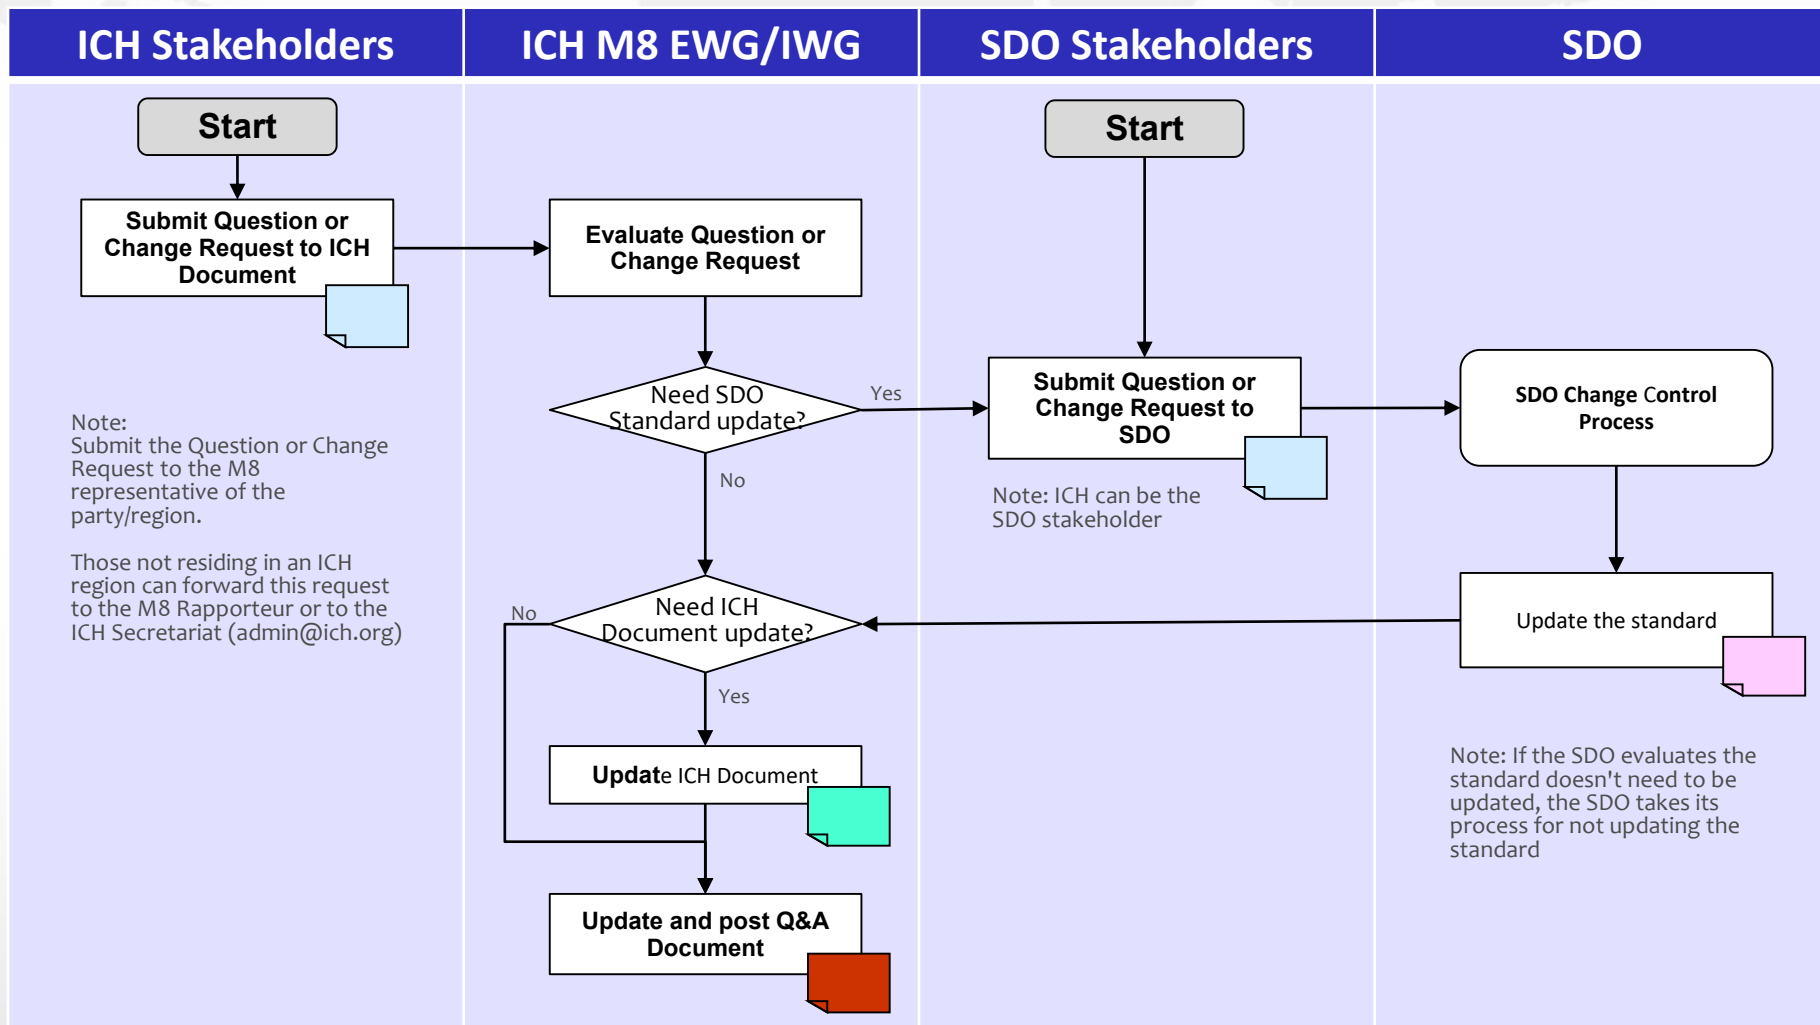 ICH Stakeholders
ICH M8 EWG/IWG
SDO Stakeholders
SDO
Start
Submit Question or
Change Request to ICH
Document
Note:
Submit the Question or Change
Request to the M8
representative of the
party/region.
Those not residing in an ICH
region can forward this request
to the M8 Rapporteur or to the
ICH Secretariat (admin@ich.org)
Evaluate Question or
Change Request
Need SDO
Standard update?
Yes
No
Need ICH
Document update?
No
Yes
Update ICH Document
Update and post Q&A
Document
Start
Submit Question or
Change Request to
SDO
Note: ICH can be the
SDO stakeholder
SDO Change Control
Process
Update the standard
Note: If the SDO evaluates the
standard doesn't need to be
updated, the SDO takes its
process for not updating the
standard